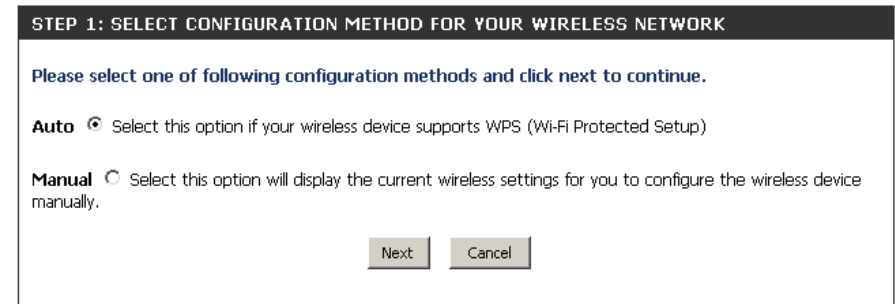 STEP 1: SELECT CONFIGURATION METHOD FOR YOUR WIRELESS NETWORK
Please select one of following configuration methods and click next to continue.
Auto Select this option if your wireless device supports WPS (Wi-Fi Protected Setup)
Manual Select this option will display the current wireless settings for you to configure the wireless device
manually.
Next Cancel